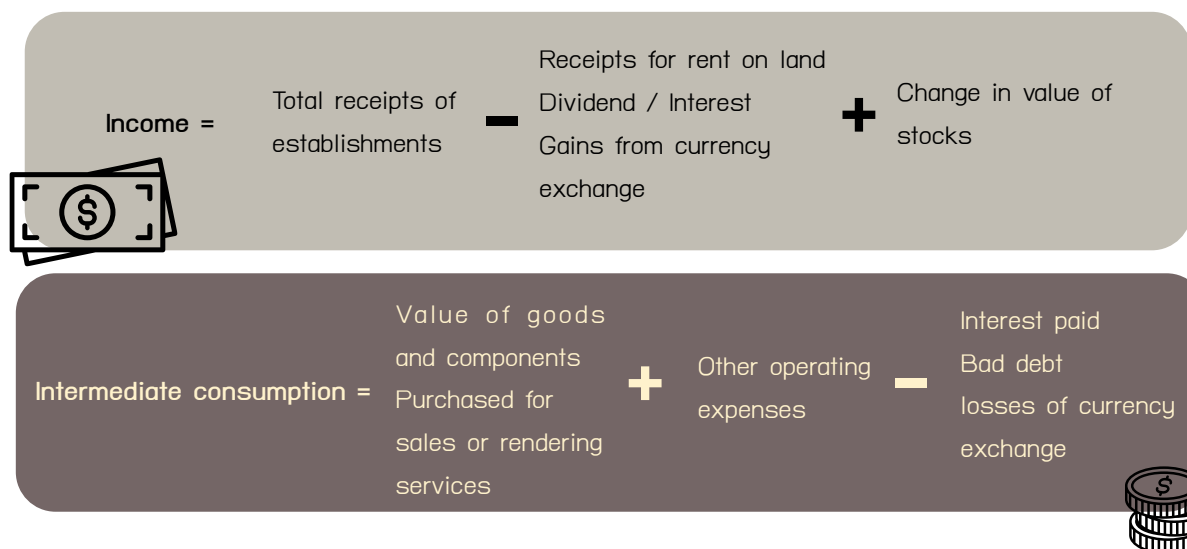 Income =
Total receipts of
establishments
-
Receipts for rent on land
Dividend / Interest
Gains from currency
exchange
+
Change in value of
stocks
$
Intermediate consumption =
Value of goods
and components
Purchased for
sales or rendering
services
+
Other operating
expenses
-
Interest paid
Bad debt
losses of currency
exchange
$